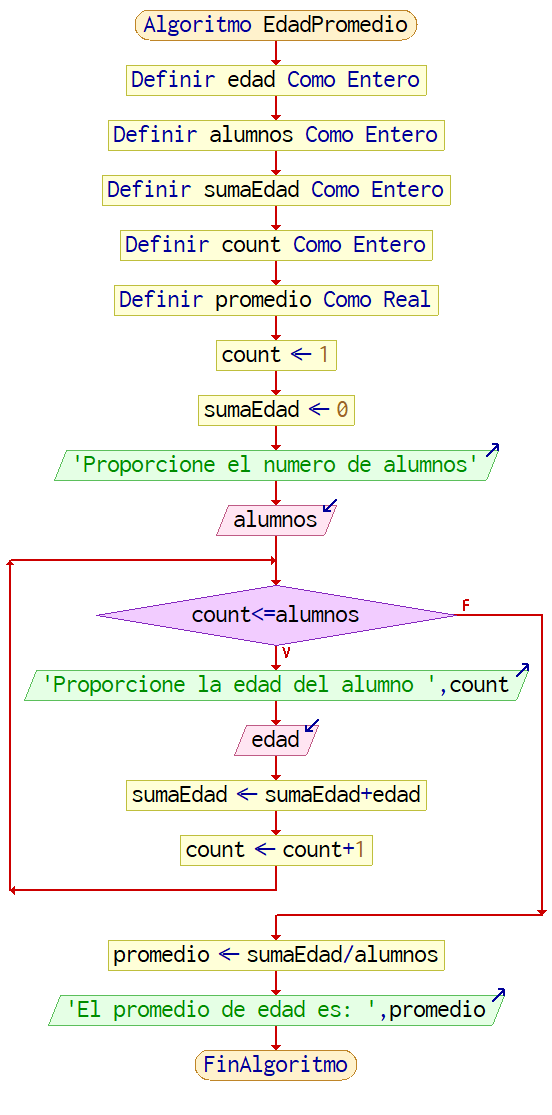 Algoritmo EdadPromedio
Definir edad Como Entero
Definir alumnos Como Entero
Definir sumaEdad Como Entero
Definir count Como Entero
Definir promedio Como Real
count ← 1
sumaEdad ← 0
'Proporcione el numero de alumnos'
alumnos
count<=alumnos
F
V
'Proporcione la edad del alumno ',count
edad
sumaEdad ← sumaEdad+edad
count ← count+1
promedio ← sumaEdad/alumnos
'El promedio de edad es: ',promedio
FinAlgoritmo